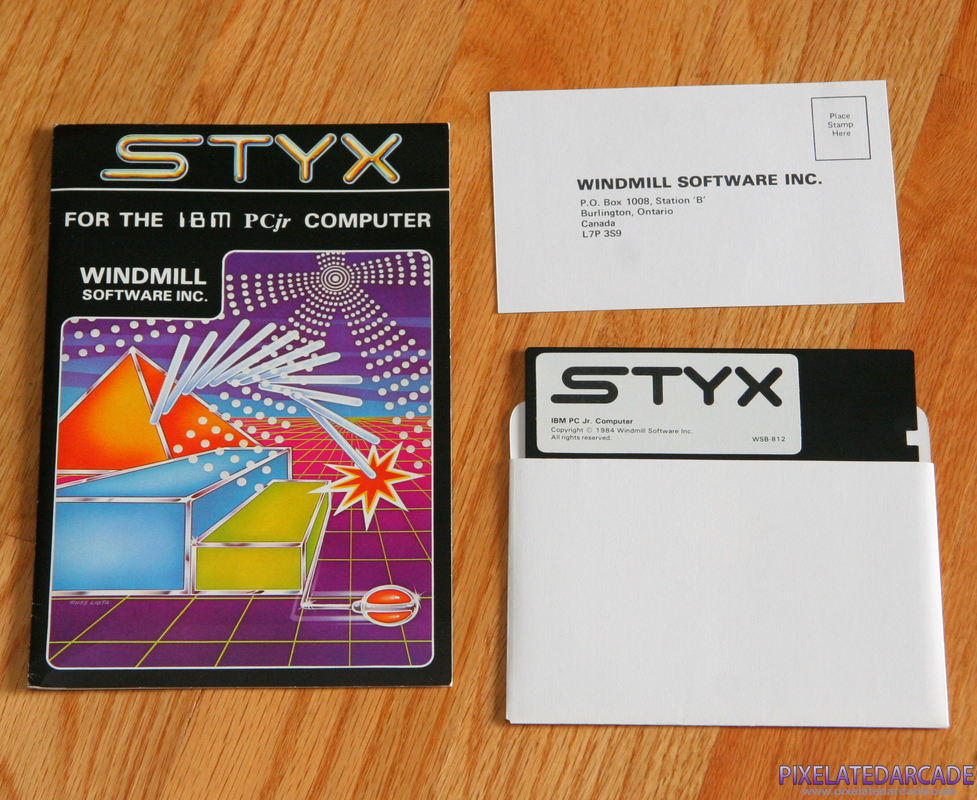 STYX
FOR THE IBM PCjr COMPUTER
WINDMILL
SOFTWARE INC.
Place
Stamp
Here
WINDMILL SOFTWARE INC.
P.O. Box 1008, Station 'B'
Burlington, Ontario
Canada
L7P 3S9
STYX
IBM PC Jr. Computer
Copyright © 1984 Windmill Software Inc.
All rights reserved.
WSB-812
PIXELATEDARCADE
www.pixelatedarcade.com